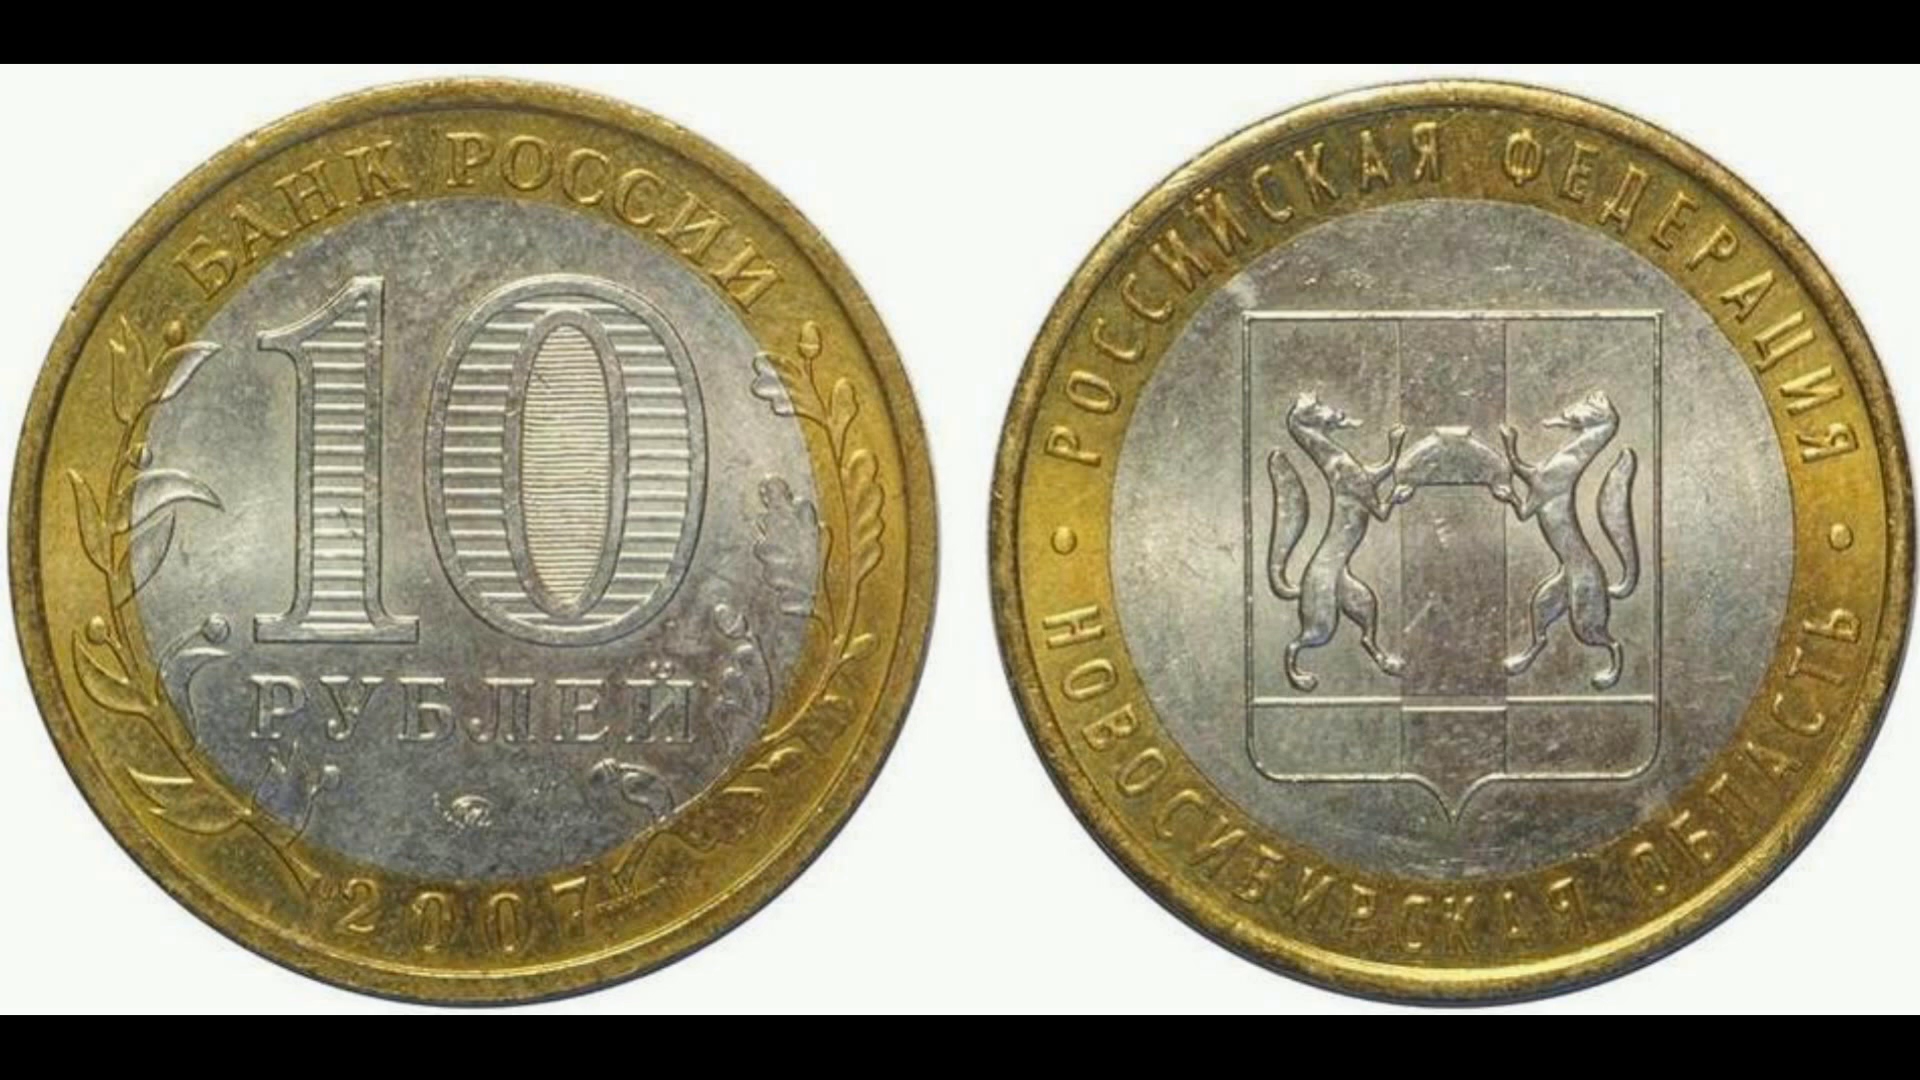 БАНК РОССИИ
10
РУБЛЕЙ
2007
РОССИЙСКАЯ ФЕДЕРАЦИЯ
• НОВОСИБИРСКАЯ ОБЛАСТЬ •